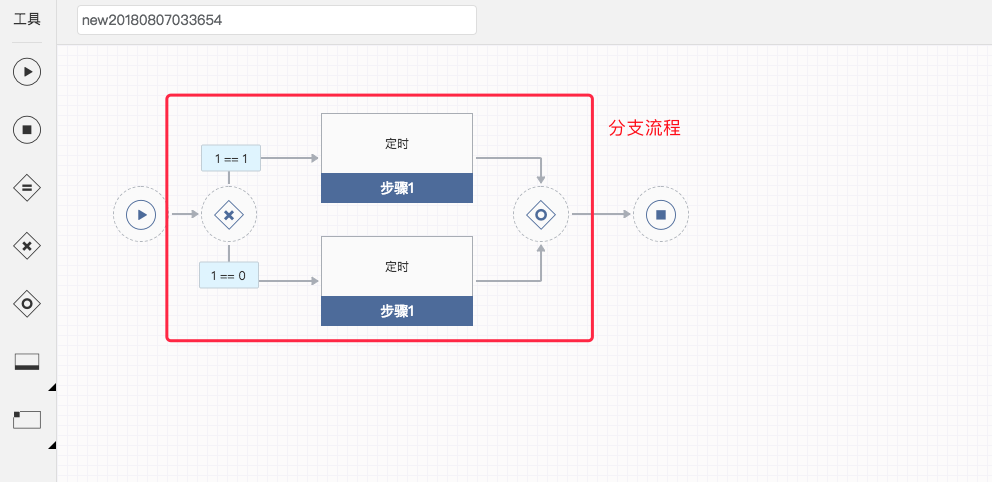 工具
new20180807033654
分支流程
定时
1 == 1
步骤1
定时
1 == 0
步骤1